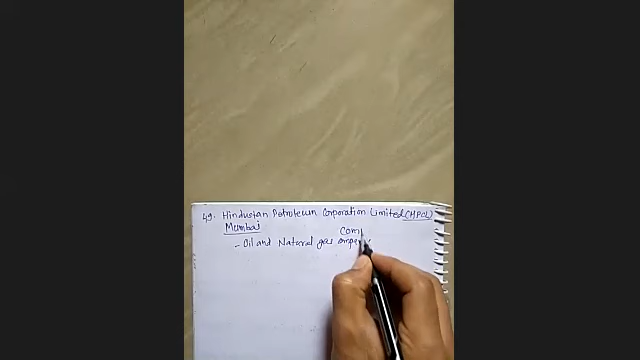 49. Hindustan Petroleum Corporation Limited (HPCL)
Mumbai
Com
- Oil and Natural gas